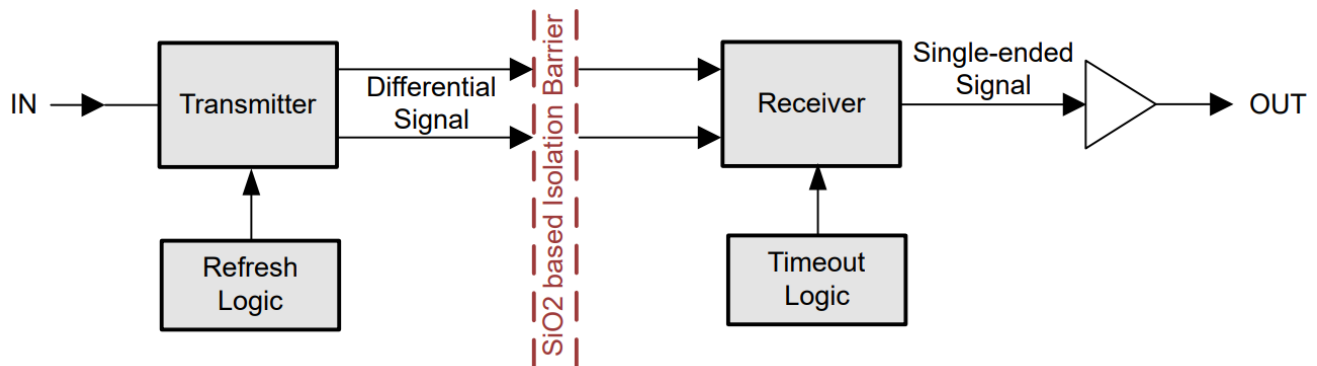 IN
Transmitter
Differential
Signal
SiO2 based Isolation Barrier
Receiver
Single-ended
Signal
OUT
Refresh
Logic
Timeout
Logic